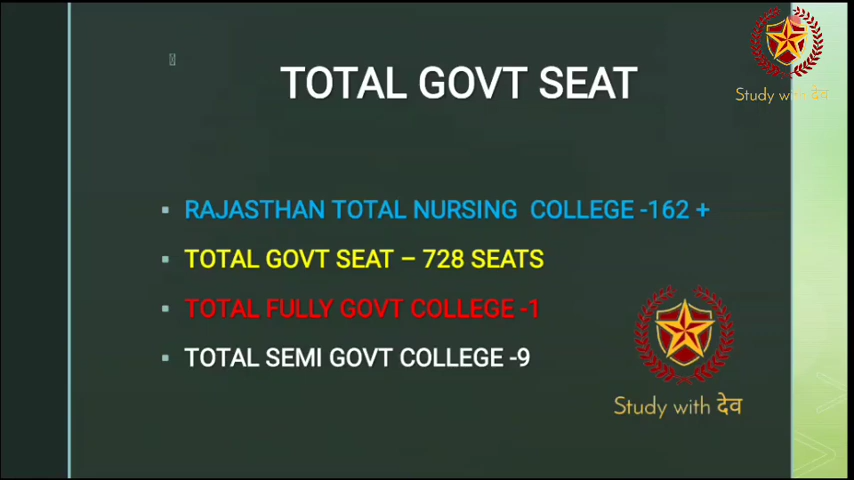 TOTAL GOVT SEAT
Study with देव
▪ RAJASTHAN TOTAL NURSING COLLEGE -162 +
▪ TOTAL GOVT SEAT – 728 SEATS
▪ TOTAL FULLY GOVT COLLEGE -1
▪ TOTAL SEMI GOVT COLLEGE -9
Study with देव